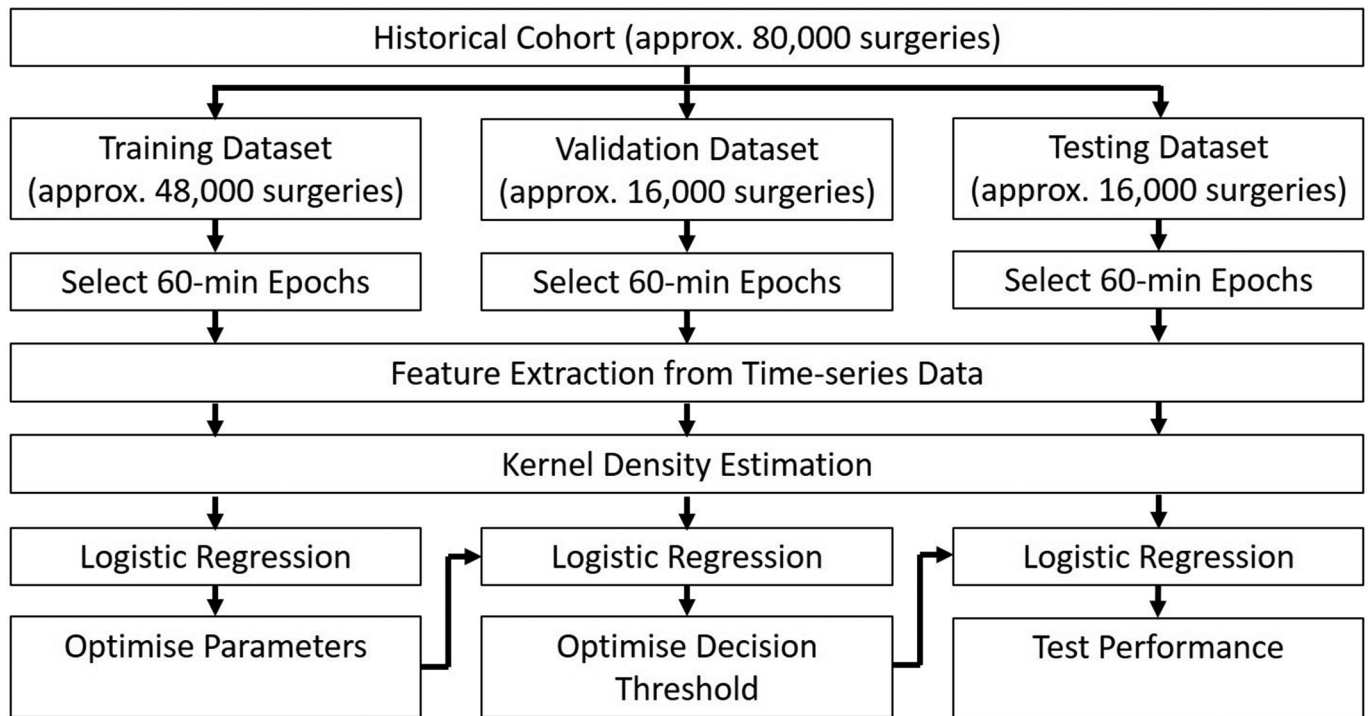 Historical Cohort (approx. 80,000 surgeries)
Training Dataset
(approx. 48,000 surgeries)
Validation Dataset
(approx. 16,000 surgeries)
Testing Dataset
(approx. 16,000 surgeries)
Select 60-min Epochs
Select 60-min Epochs
Select 60-min Epochs
Feature Extraction from Time-series Data
Kernel Density Estimation
Logistic Regression
Logistic Regression
Logistic Regression
Optimise Parameters
Optimise Decision
Threshold
Test Performance